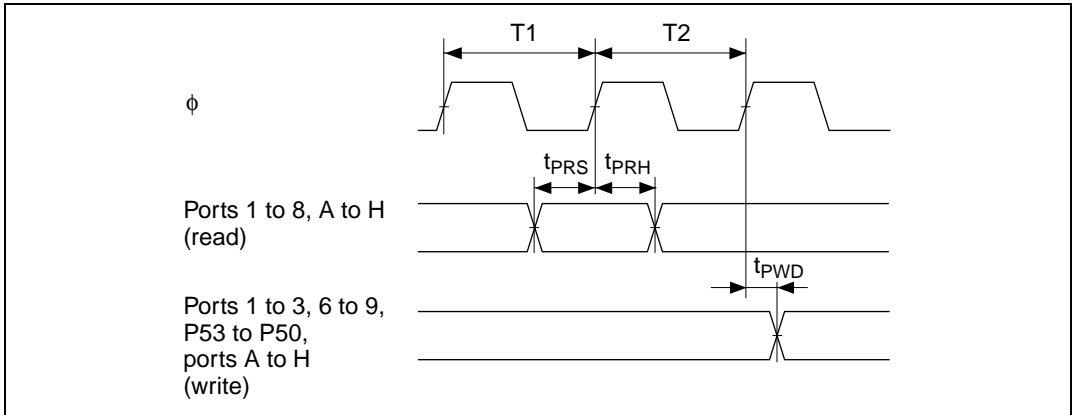 T1 T2
ϕ
tPRS tPRH
Ports 1 to 8, A to H
(read)
tPWD
Ports 1 to 3, 6 to 9,
P53 to P50,
ports A to H
(write)